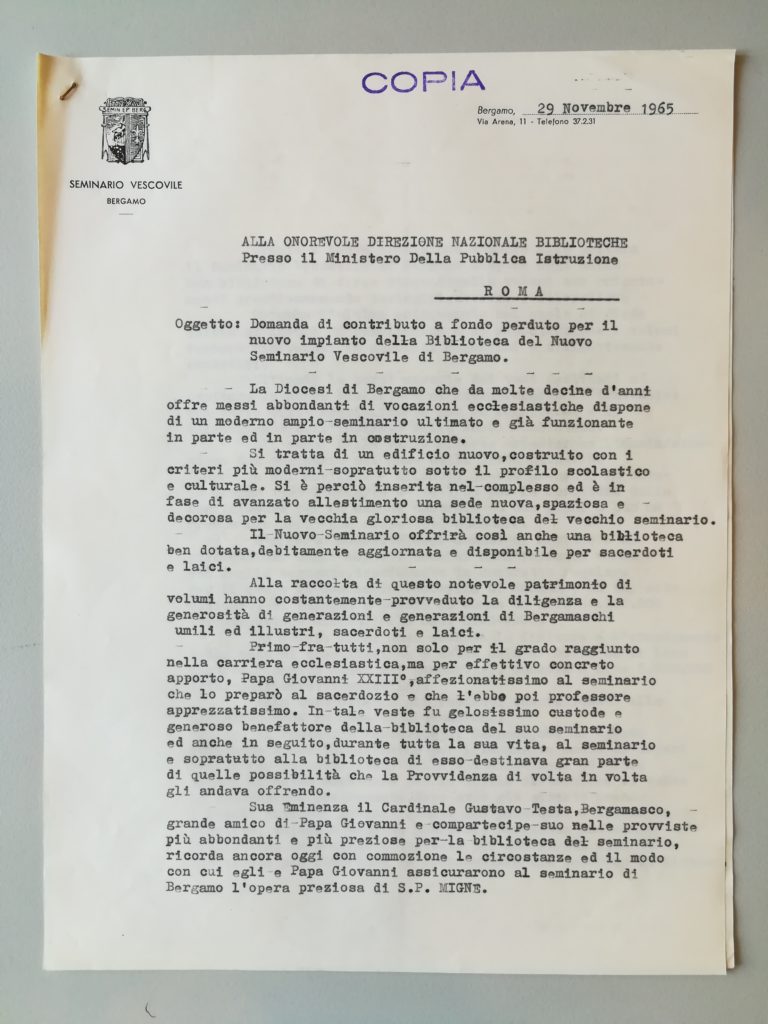 COPIA
SEMIN EP BERG
Bergamo, 29 Novembre 1965
Via Arena, 11 - Telefono 37.2.31
SEMINARIO VESCOVILE
BERGAMO
ALLA ONOREVOLE DIREZIONE NAZIONALE BIBLIOTECHE
Presso il Ministero Della Pubblica Istruzione
R O M A
Oggetto: Domanda di contributo a fondo perduto per il
nuovo impianto della Biblioteca del Nuovo
Seminario Vescovile di Bergamo.
La Diocesi di Bergamo che da molte decine d'anni
offre messi abbondanti di vocazioni ecclesiastiche dispone
di un moderno ampio-seminario ultimato e già funzionante
in parte ed in parte in costruzione.
Si tratta di un edificio nuovo,costruito con i
criteri più moderni-sopratutto sotto il profilo scolastico
e culturale. Si è perciò inserita nel-complesso ed è in
fase di avanzato allestimento una sede nuova,spaziosa e
decorosa per la vecchia gloriosa biblioteca del vecchio seminario.
Il-Nuovo-Seminario offrirà così anche una biblioteca
ben dotata,debitamente aggiornata e disponibile per sacerdoti
e laici.
Alla raccolta di questo notevole patrimonio di
volumi hanno costantemente-provveduto la diligenza e la
generosità di generazioni e generazioni di Bergamaschi
umili ed illustri, sacerdoti e laici.
Primo-fra-tutti,non solo per il grado raggiunto
nella carriera ecclesiastica,ma per effettivo concreto
apporto, Papa Giovanni XXIII°,affezionatissimo al seminario
che lo preparò al sacerdozio e che l'ebbe poi professore
apprezzatissimo. In-tale veste fu gelosissimo custode e
generoso benefattore della-biblioteca del suo seminario
ed anche in seguito,durante tutta la sua vita, al seminario
e sopratutto alla biblioteca di esso-destinava gran parte
di quelle possibilità che la Provvidenza di volta in volta
gli andava offrendo.
Sua Eminenza il Cardinale Gustavo Testa,Bergamasco,
grande amico di-Papa Giovanni e-compartecipe-suo nelle provviste
più abbondanti e più preziose per-la biblioteca del seminario,
ricorda ancora oggi con commozione le circostanze ed il modo
con cui egli e Papa Giovanni assicurarono al seminario di
Bergamo l'opera preziosa di S.P. MIGNE.